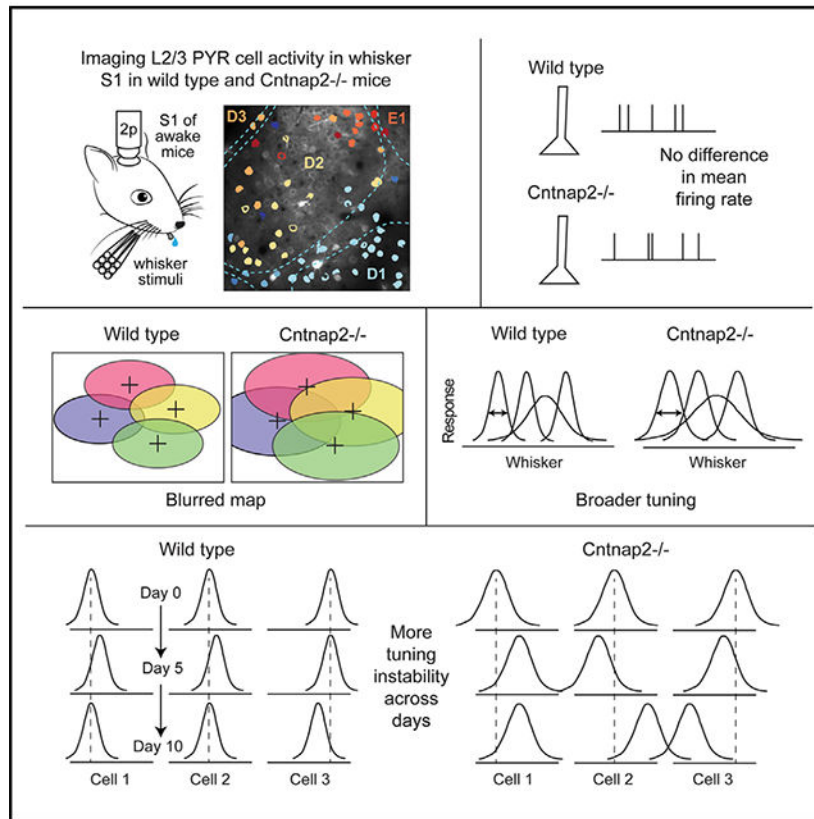 Imaging L2/3 PYR cell activity in whisker
S1 in wild type and Cntnap2-/- mice
2p
S1 of
awake
mice
whisker
stimuli
D3
E1
D2
D1
Wild type
Cntnap2-/-
No difference
in mean
firing rate
Wild type
Cntnap2-/-
Blurred map
Wild type
Cntnap2-/-
Response
Whisker
Whisker
Broader tuning
Wild type
Cntnap2-/-
Day 0
Day 5
Day 10
More
tuning
instability
across
days
Cell 1
Cell 2
Cell 3
Cell 1
Cell 2
Cell 3